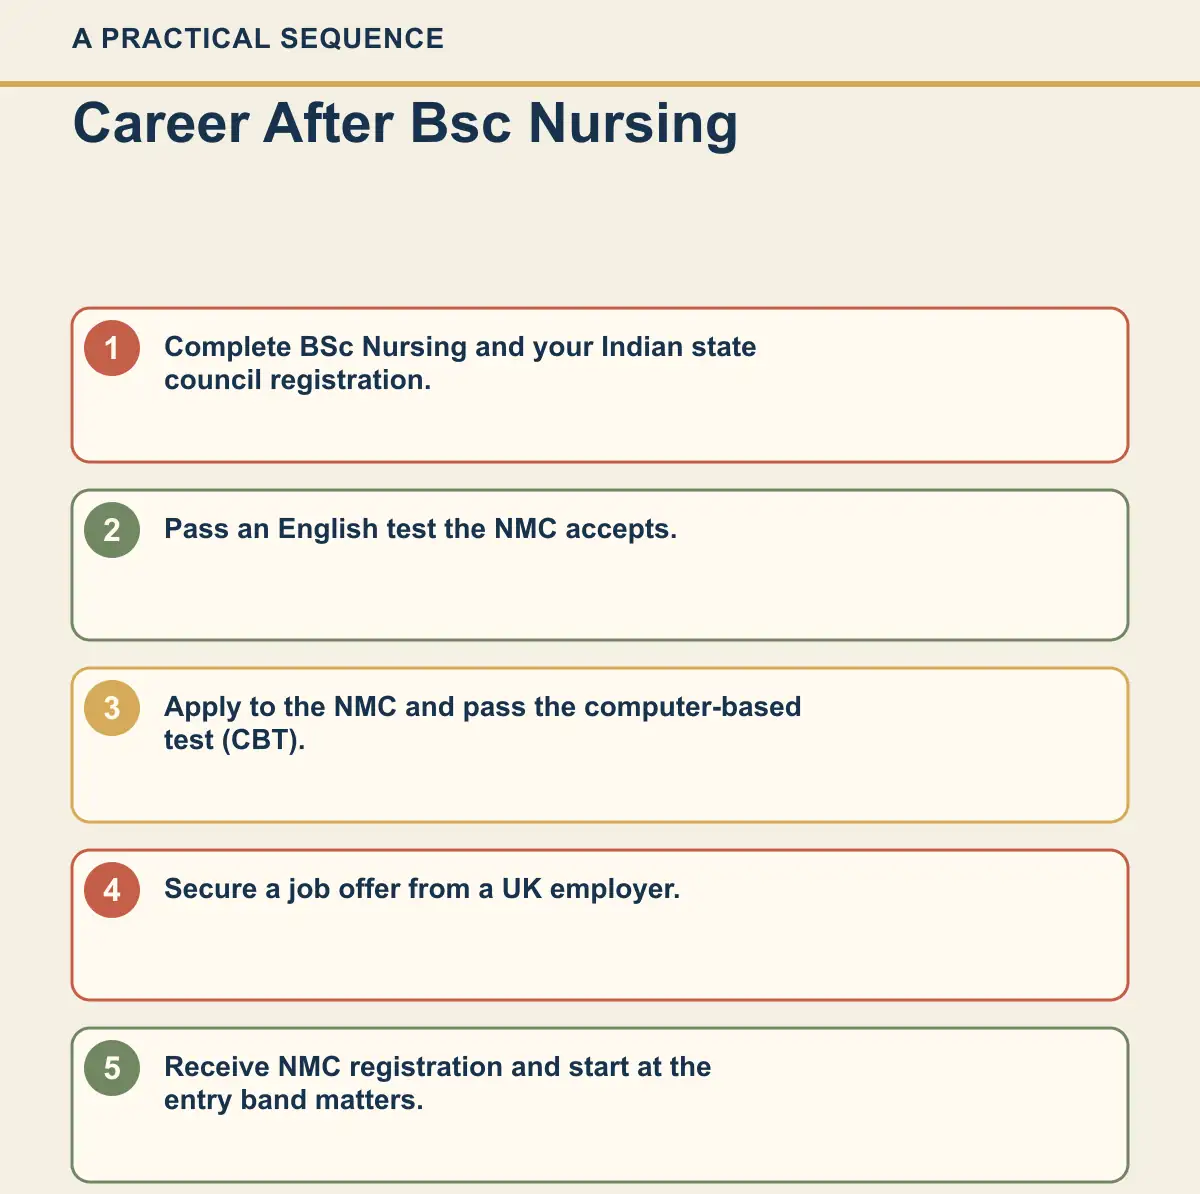 A PRACTICAL SEQUENCE
Career After Bsc Nursing
1
Complete BSc Nursing and your Indian state
council registration.
2
Pass an English test the NMC accepts.
3
Apply to the NMC and pass the computer-based
test (CBT).
4
Secure a job offer from a UK employer.
5
Receive NMC registration and start at the
entry band matters.